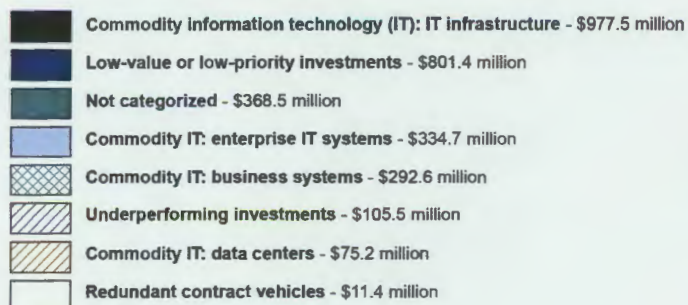 Commodity information technology (IT): IT infrastructure - $977.5 million
Low-value or low-priority investments - $801.4 million
Not categorized - $368.5 million
Commodity IT: enterprise IT systems - $334.7 million
Commodity IT: business systems - $292.6 million
Underperforming investments - $105.5 million
Commodity IT: data centers - $75.2 million
Redundant contract vehicles - $11.4 million